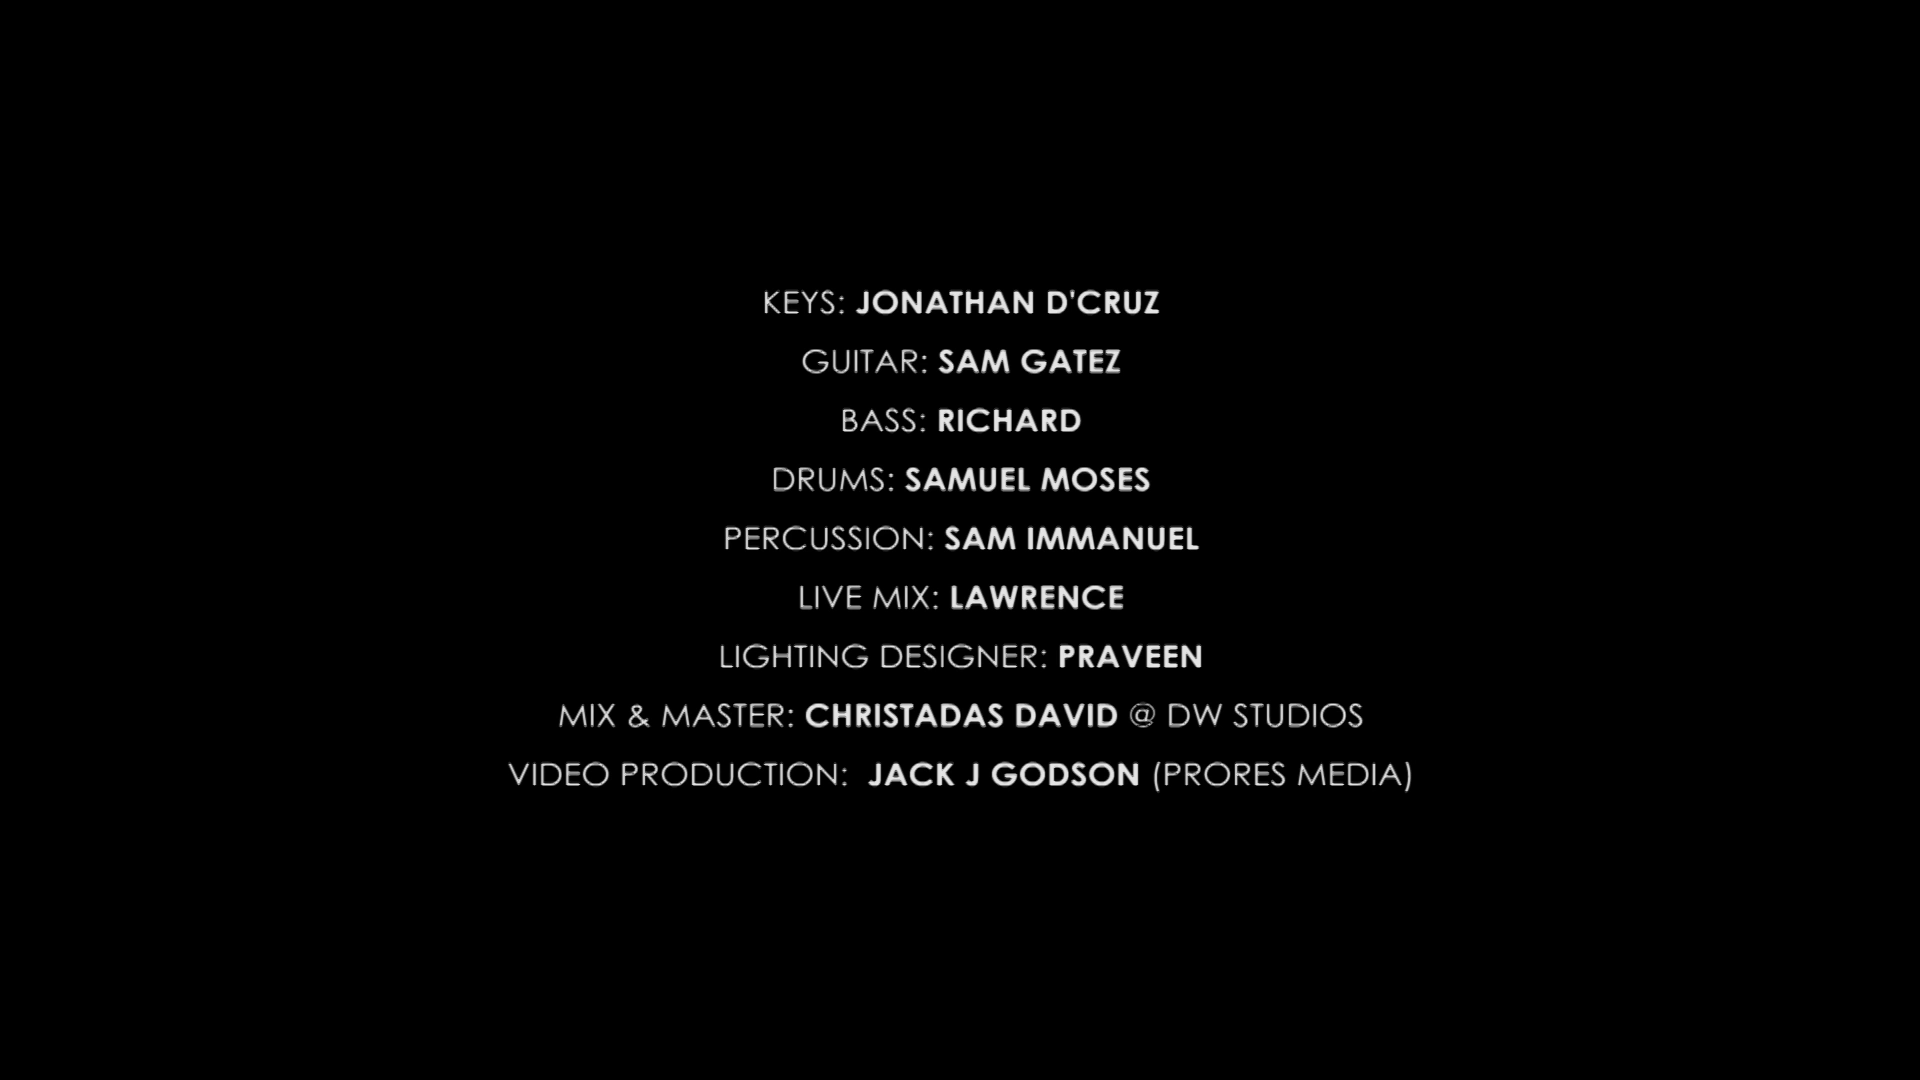 KEYS: JONATHAN D'CRUZ
GUITAR: SAM GATEZ
BASS: RICHARD
DRUMS: SAMUEL MOSES
PERCUSSION: SAM IMMANUEL
LIVE MIX: LAWRENCE
LIGHTING DESIGNER: PRAVEEN
MIX & MASTER: CHRISTADAS DAVID @ DW STUDIOS
VIDEO PRODUCTION: JACK J GODSON (PRORES MEDIA)